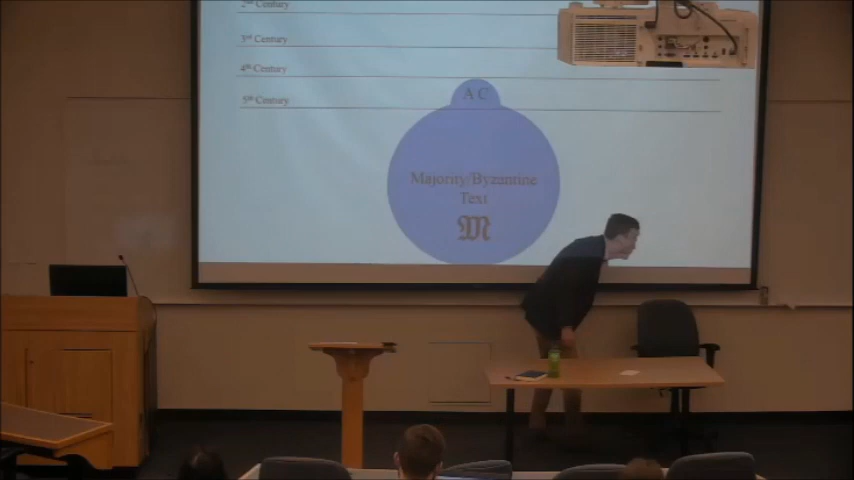 2nd Century
3rd Century
4th Century
5th Century
A C
Majority/Byzantine
Text
𝔐